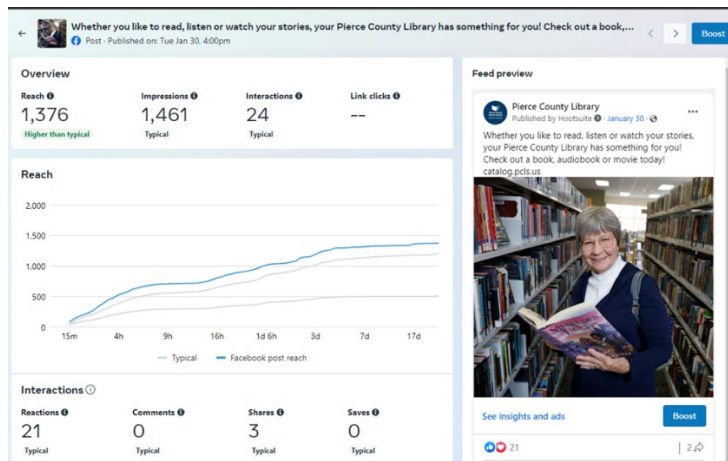 Whether you like to read, listen or watch your stories, your Pierce County Library has something for you! Check out a book,...
Post · Published on: Tue Jan 30, 4:00pm
Boost
Overview
Reach
Impressions
Interactions
Link clicks
1,376
1,461
24
--
Higher than typical
Typical
Typical
Reach
2,000
1,500
1,000
500
0
15m 4h 9h 16h 1d 6h 3d 7d 17d
Typical Facebook post reach
Interactions
Reactions
Comments
Shares
Saves
21
0
3
0
Typical
Typical
Typical
Typical
Feed preview
Pierce County Library
Published by Hootsuite · January 30 ·
Whether you like to read, listen or watch your stories,
your Pierce County Library has something for you!
Check out a book, audiobook or movie today!
catalog.pcls.us
See insights and ads
Boost
21
2